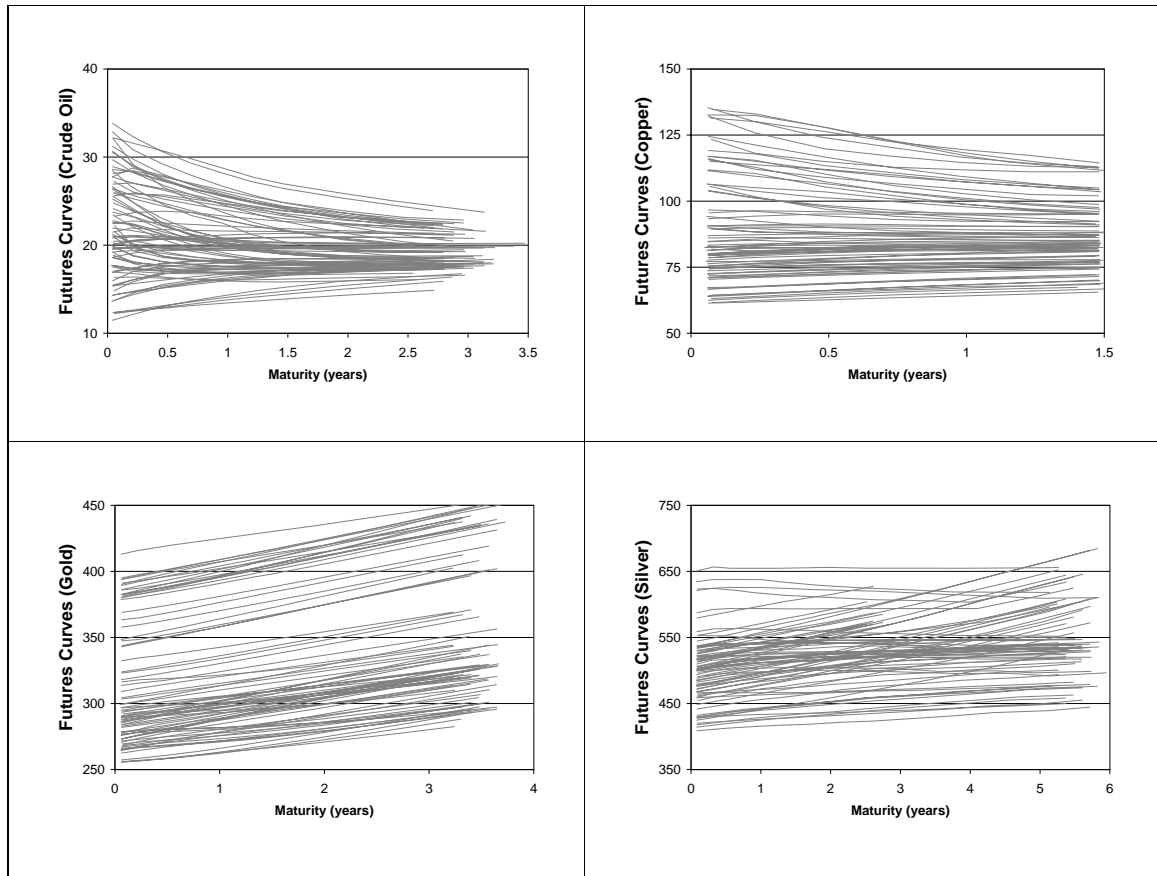 Futures Curves (Crude Oil)
40
30
20
10
0 0.5 1 1.5 2 2.5 3 3.5
Maturity (years)
Futures Curves (Copper)
150
125
100
75
50
0 0.5 1 1.5
Maturity (years)
Futures Curves (Gold)
450
400
350
300
250
0 1 2 3 4
Maturity (years)
Futures Curves (Silver)
750
650
550
450
350
0 1 2 3 4 5 6
Maturity (years)